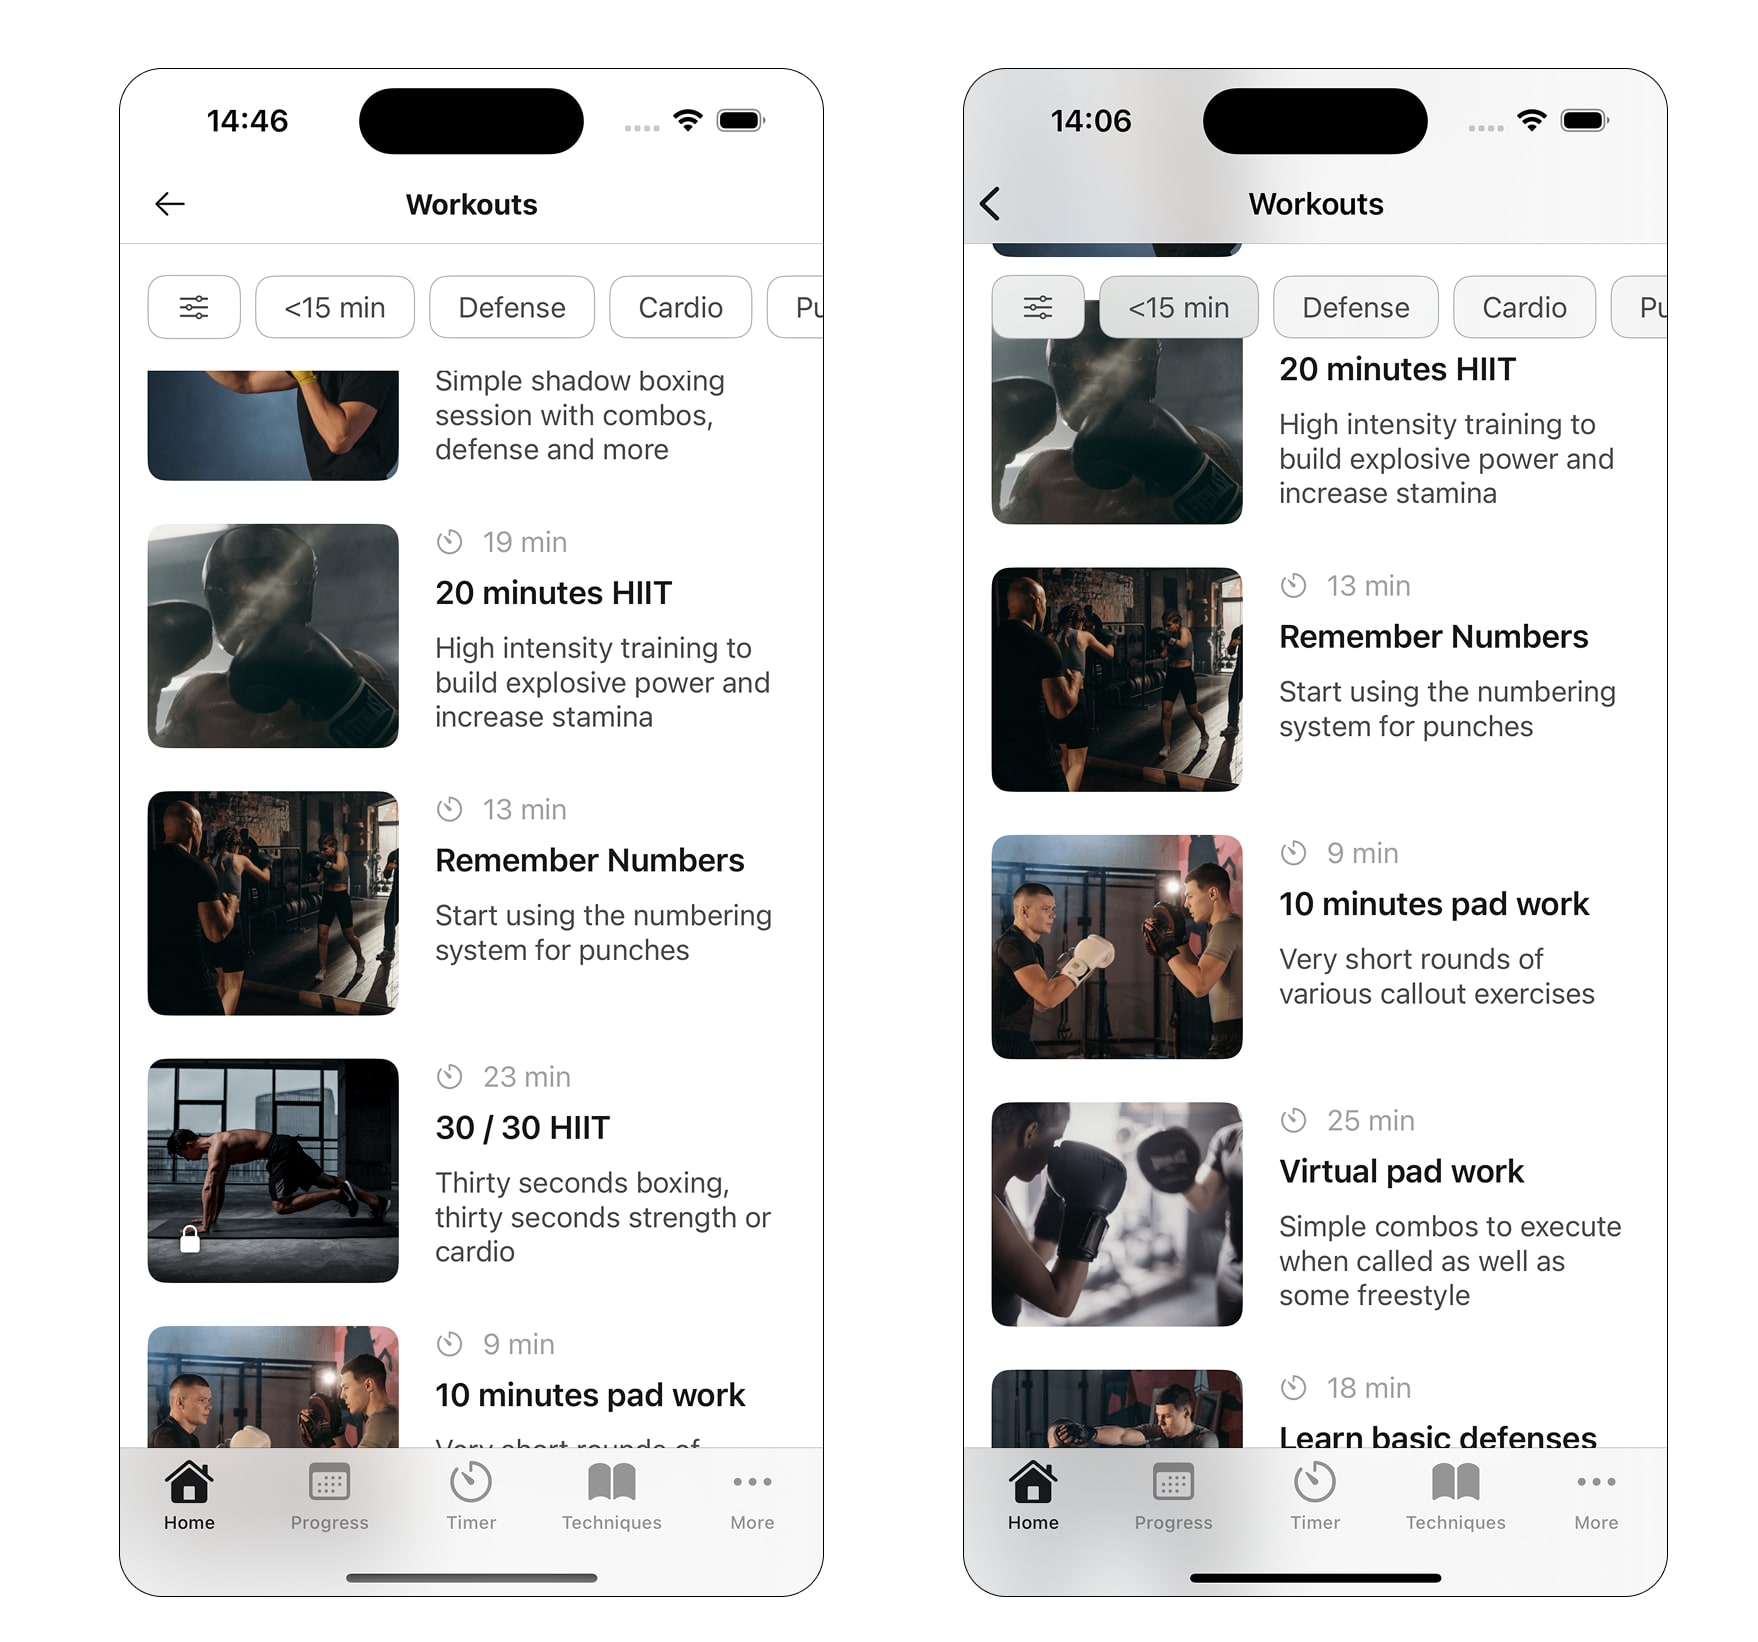 14:46
Workouts
<15 min
Defense
Cardio
Pu
Simple shadow boxing
session with combos,
defense and more
19 min
20 minutes HIIT
High intensity training to
build explosive power and
increase stamina
13 min
Remember Numbers
Start using the numbering
system for punches
23 min
30 / 30 HIIT
Thirty seconds boxing,
thirty seconds strength or
cardio
9 min
10 minutes pad work
Very short rounds of
Home
Progress
Timer
Techniques
More
14:06
Workouts
<15 min
Defense
Cardio
Pu
20 minutes HIIT
High intensity training to
build explosive power and
increase stamina
13 min
Remember Numbers
Start using the numbering
system for punches
9 min
10 minutes pad work
Very short rounds of
various callout exercises
25 min
Virtual pad work
Simple combos to execute
when called as well as
some freestyle
18 min
Learn basic defenses
Home
Progress
Timer
Techniques
More